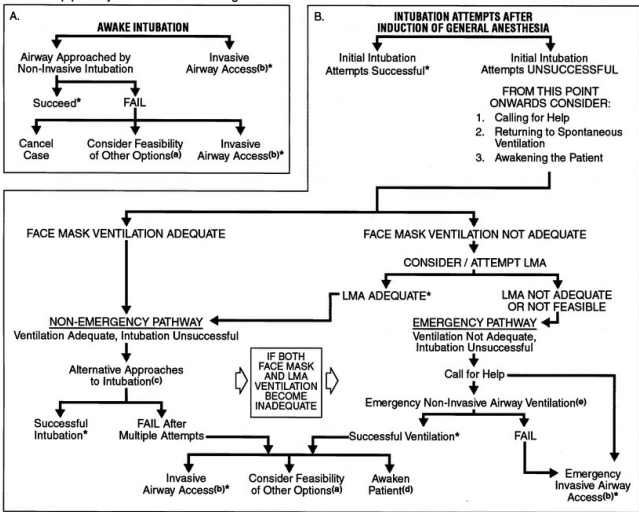 A.
AWAKE INTUBATION
Airway Approached by
Non-Invasive Intubation
Invasive
Airway Access(b)*
Succeed*
FAIL
Cancel
Case
Consider Feasibility
of Other Options(a)
Invasive
Airway Access(b)*
B.
INTUBATION ATTEMPTS AFTER
INDUCTION OF GENERAL ANESTHESIA
Initial Intubation
Attempts Successful*
Initial Intubation
Attempts UNSUCCESSFUL
FROM THIS POINT
ONWARDS CONSIDER:
1. Calling for Help
2. Returning to Spontaneous
Ventilation
3. Awakening the Patient
FACE MASK VENTILATION ADEQUATE
FACE MASK VENTILATION NOT ADEQUATE
CONSIDER / ATTEMPT LMA
LMA ADEQUATE*
LMA NOT ADEQUATE
OR NOT FEASIBLE
NON-EMERGENCY PATHWAY
Ventilation Adequate, Intubation Unsuccessful
EMERGENCY PATHWAY
Ventilation Not Adequate,
Intubation Unsuccessful
Alternative Approaches
to Intubation(c)
IF BOTH
FACE MASK
AND LMA
VENTILATION
BECOME
INADEQUATE
Call for Help
Emergency Non-Invasive Airway Ventilation(e)
Successful
Intubation*
FAIL After
Multiple Attempts
Successful Ventilation*
FAIL
Invasive
Airway Access(b)*
Consider Feasibility
of Other Options(a)
Awaken
Patient(d)
Emergency
Invasive Airway
Access(b)*